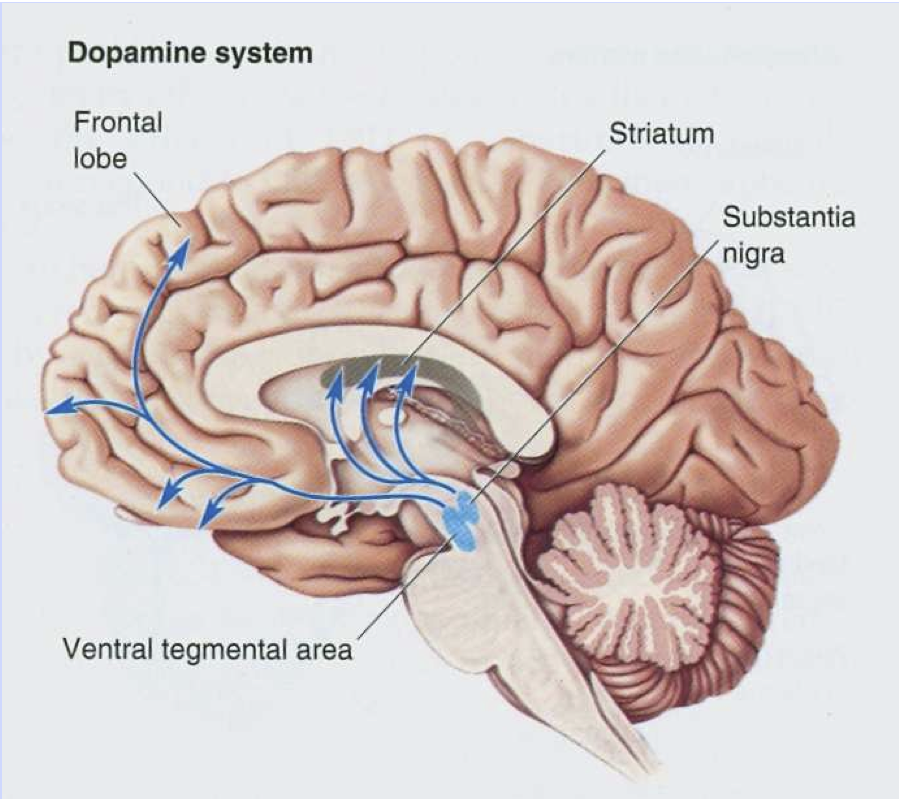 Dopamine system
Frontal
lobe
Striatum
Substantia
nigra
Ventral tegmental area